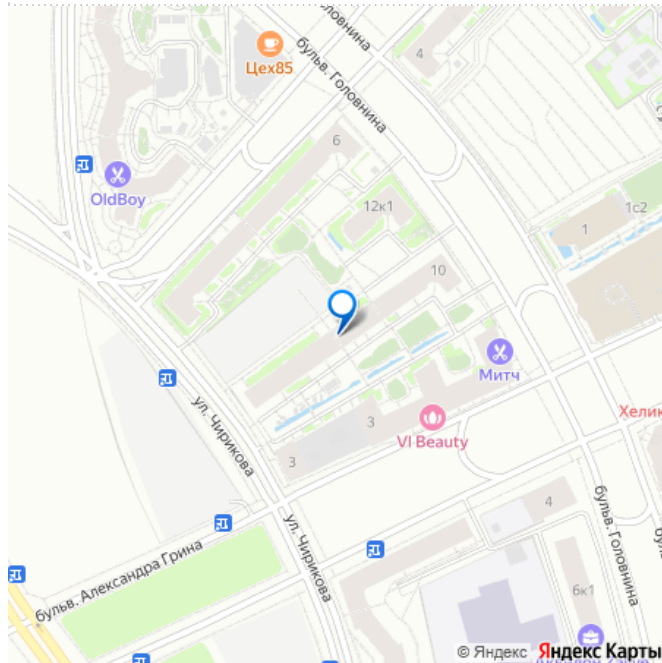 Головнина
4
Цех85
бульв. Головнина
6
OldBoy
12к1
1с2
1
10
Митч
Хелик
3
VI Beauty
ул. Чирикова
3
4
бульв. Головнина
ул. Чирикова
бульв. Александра Грина
6к1
© Яндекс Яндекс Карты